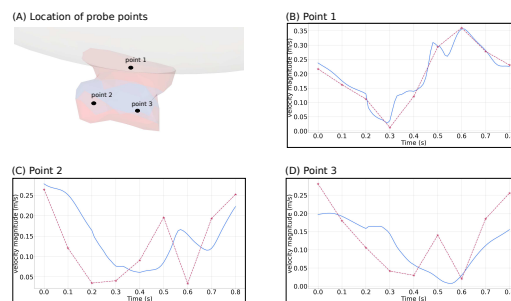 (A) Location of probe points
point 1
point 2
point 3
(B) Point 1
velocity magnitude (m/s)
0.35
0.30
0.25
0.20
0.15
0.10
0.05
0.00
0.0 0.1 0.2 0.3 0.4 0.5 0.6 0.7 0.
Time (s)
(C) Point 2
velocity magnitude (m/s)
0.25
0.20
0.15
0.10
0.05
0.0 0.1 0.2 0.3 0.4 0.5 0.6 0.7 0.8
Time (s)
(D) Point 3
velocity magnitude (m/s)
0.25
0.20
0.15
0.10
0.05
0.00
0.0 0.1 0.2 0.3 0.4 0.5 0.6 0.7 0.
Time (s)